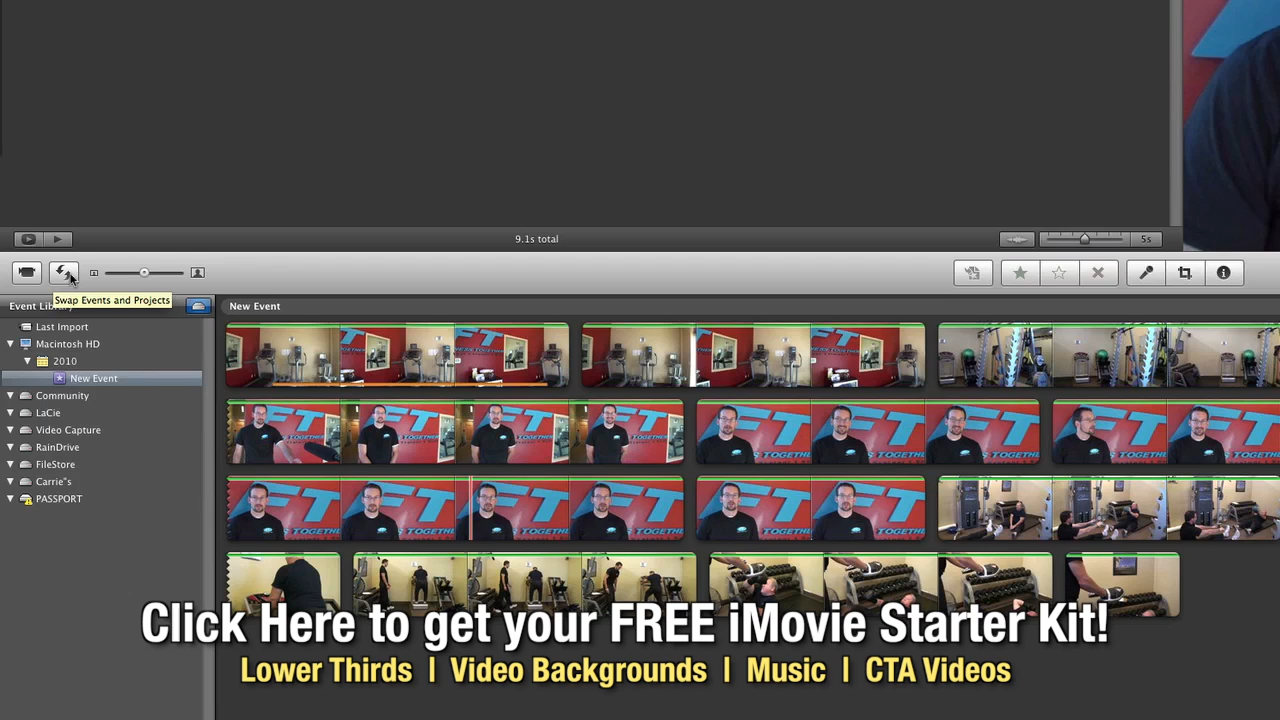 9.1s total
5s
Swap Events and Projects
New Event
Last Import
Macintosh HD
2010
New Event
Community
LaCie
Video Capture
RainDrive
FileStore
Carrie"s
PASSPORT
Click Here to get your FREE iMovie Starter Kit!
Lower Thirds | Video Backgrounds | Music | CTA Videos